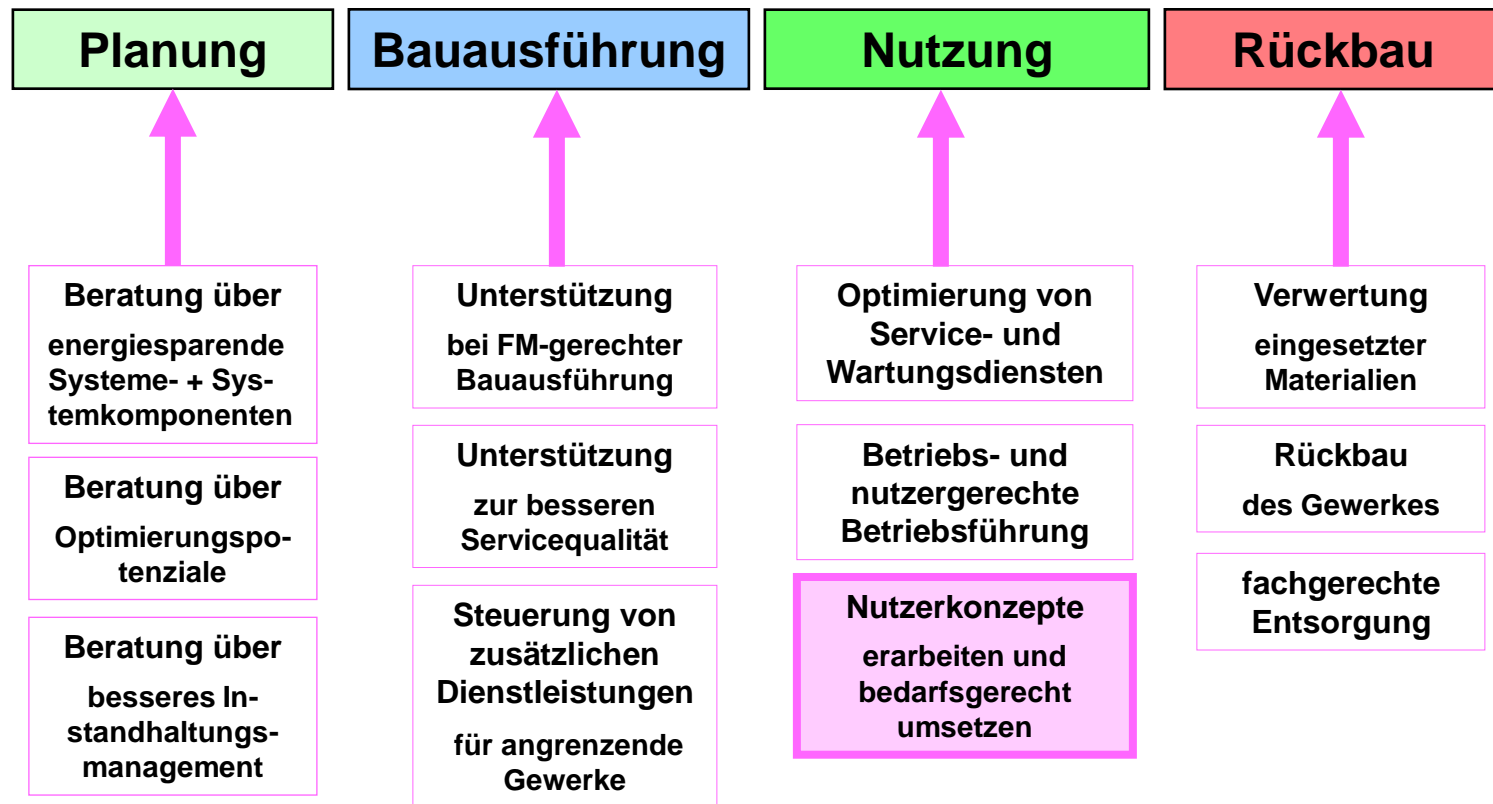 Planung
Bauausführung
Nutzung
Rückbau
Beratung über
energiesparende
Systeme- + Sys-
temkomponenten
Beratung über
Optimierungspo-
tenziale
Beratung über
besseres In-
standhaltungs-
management
Unterstützung
bei FM-gerechter
Bauausführung
Unterstützung
zur besseren
Servicequalität
Steuerung von
zusätzlichen
Dienstleistungen
für angrenzende
Gewerke
Optimierung von
Service- und
Wartungsdiensten
Betriebs- und
nutzergerechte
Betriebsführung
Nutzerkonzepte
erarbeiten und
bedarfsgerecht
umsetzen
Verwertung
eingesetzter
Materialien
Rückbau
des Gewerkes
fachgerechte
Entsorgung